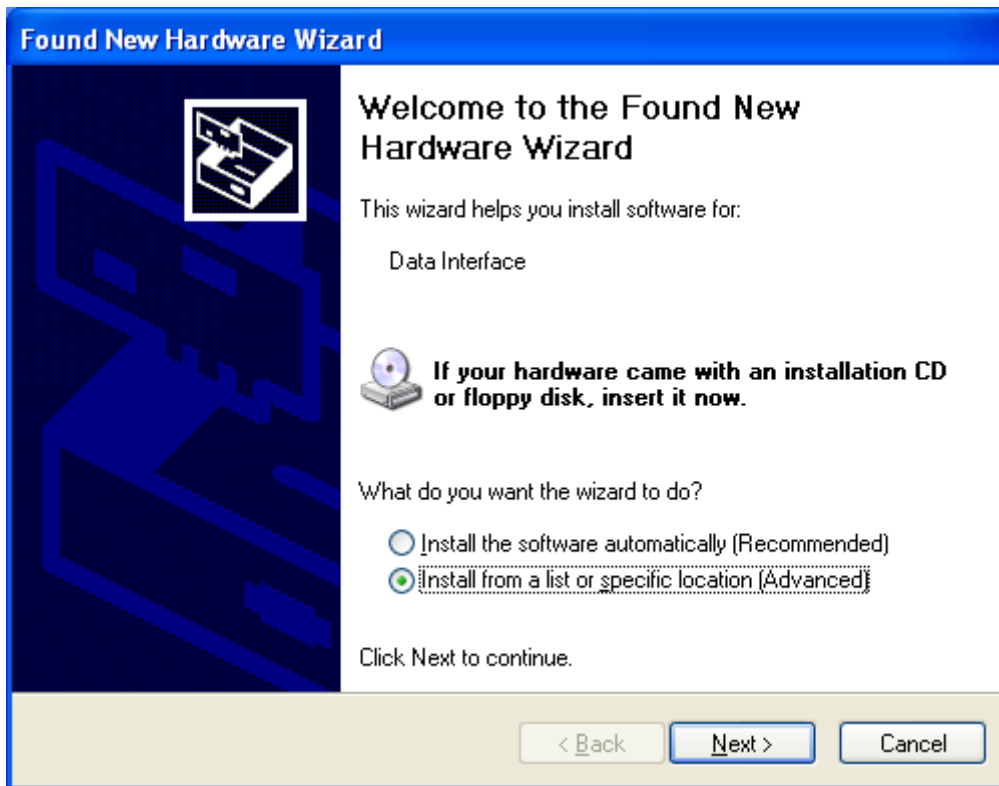 Found New Hardware Wizard
Welcome to the Found New
Hardware Wizard
This wizard helps you install software for:
Data Interface
If your hardware came with an installation CD
or floppy disk, insert it now.
What do you want the wizard to do?
Install the software automatically (Recommended)
Install from a list or specific location (Advanced)
Click Next to continue.
< Back Next > Cancel